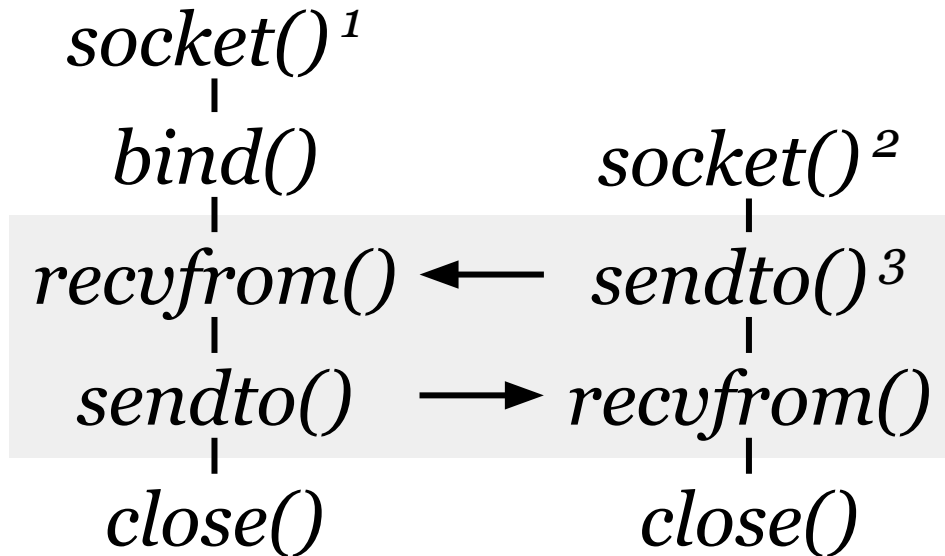 socket()¹
bind()
socket()²
recvfrom()
sendto()³
sendto()
recvfrom()
close()
close()